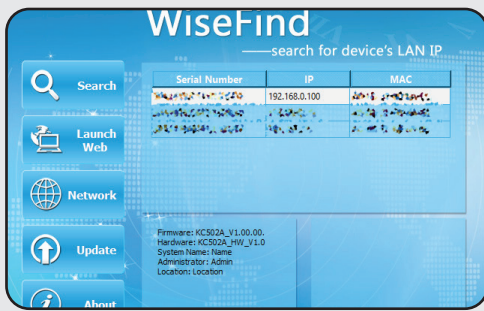 WiseFind
——search for device's LAN IP
Search
Launch
Web
Network
Update
About
Serial Number IP MAC
192.168.0.100
Firmware: KC502A_V1.00.00.
Hardware: KC502A_HW_V1.0
System Name: Name
Administrator: Admin
Location: Location